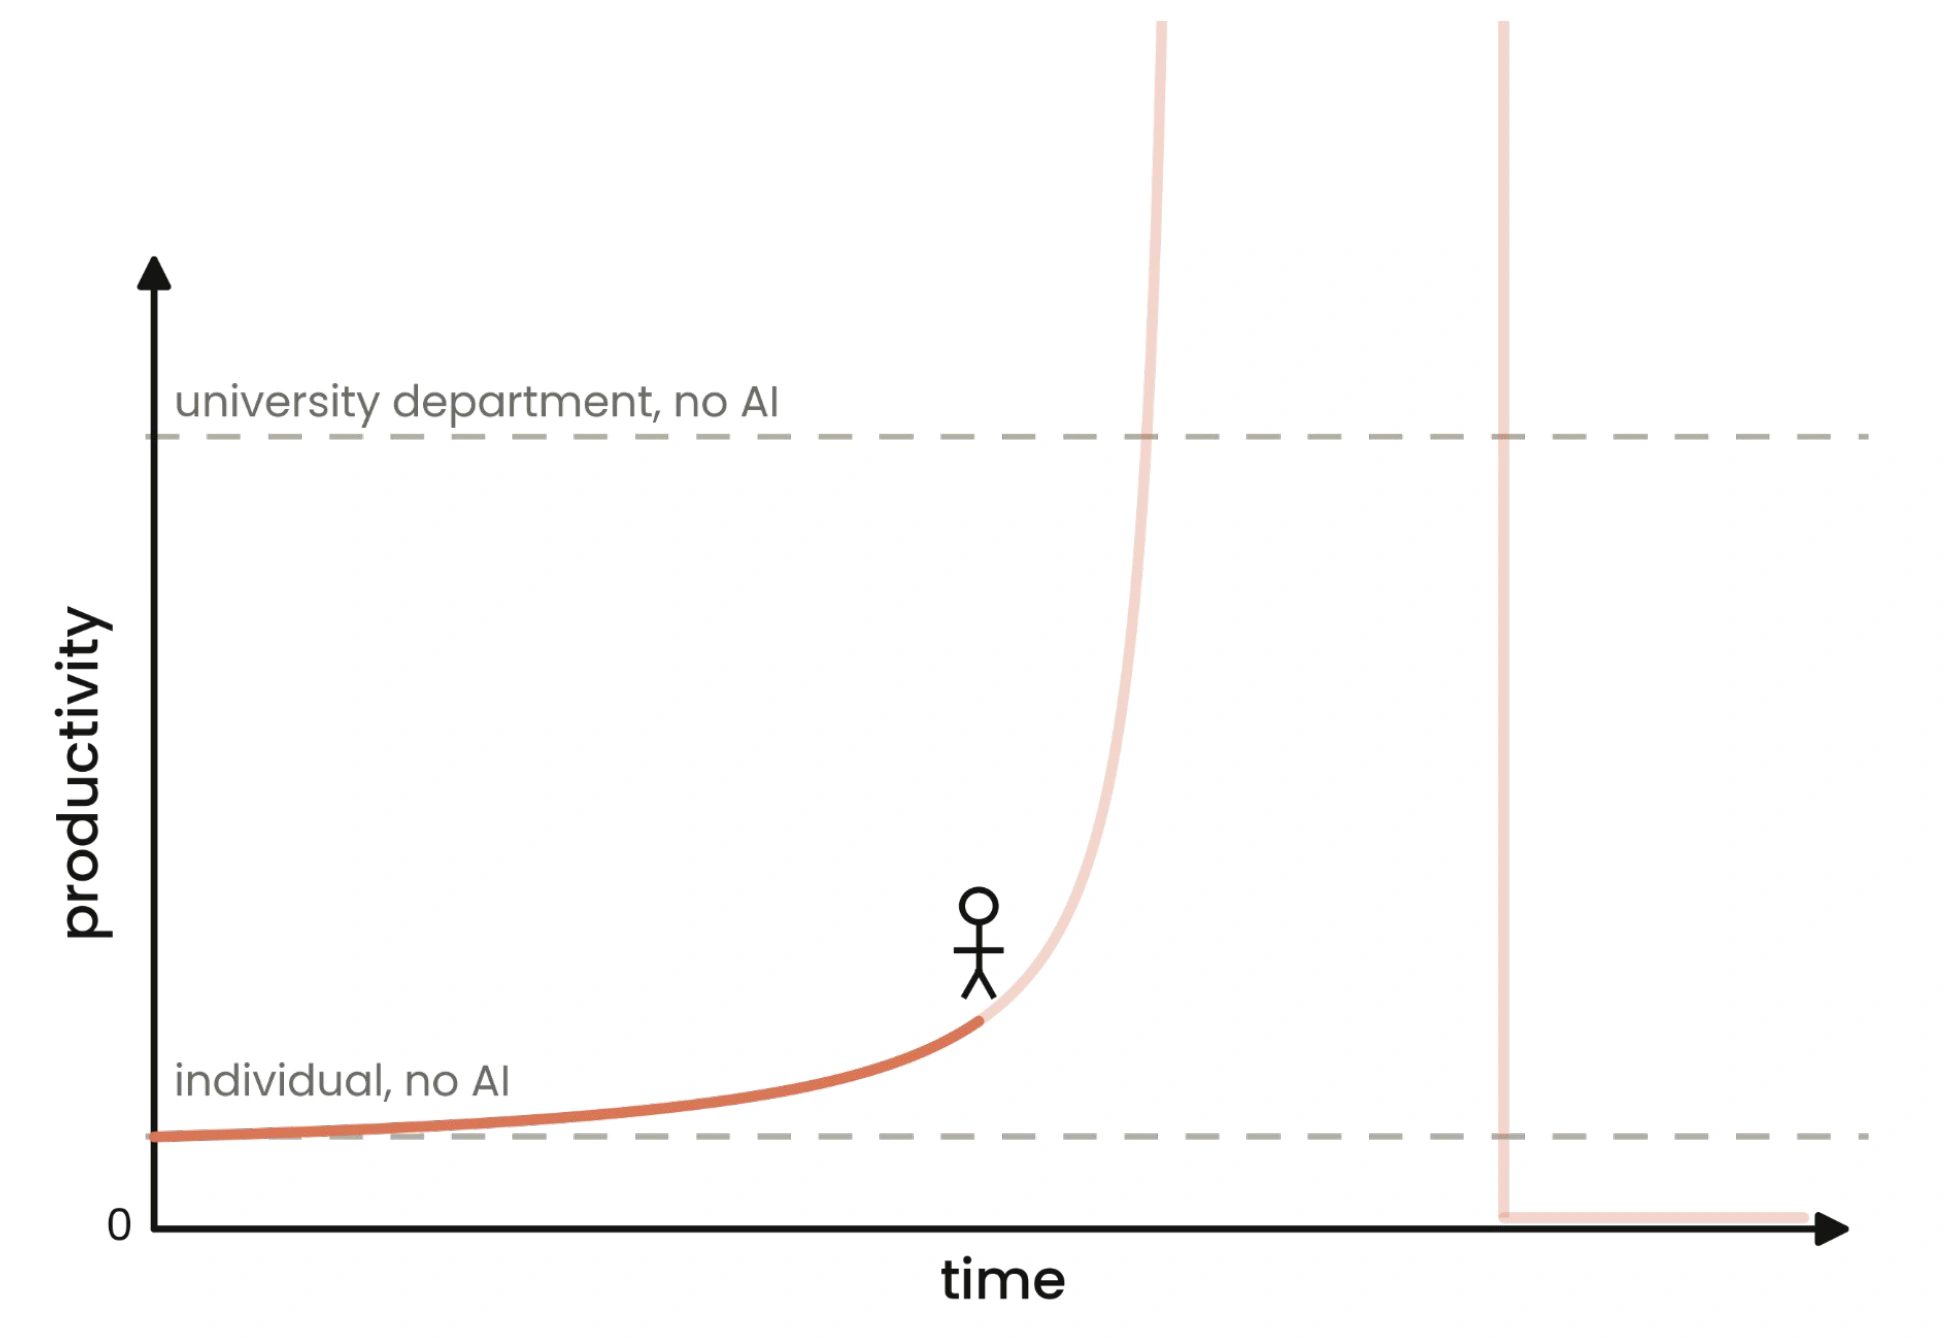 university department, no AI
productivity
individual, no AI
0
time